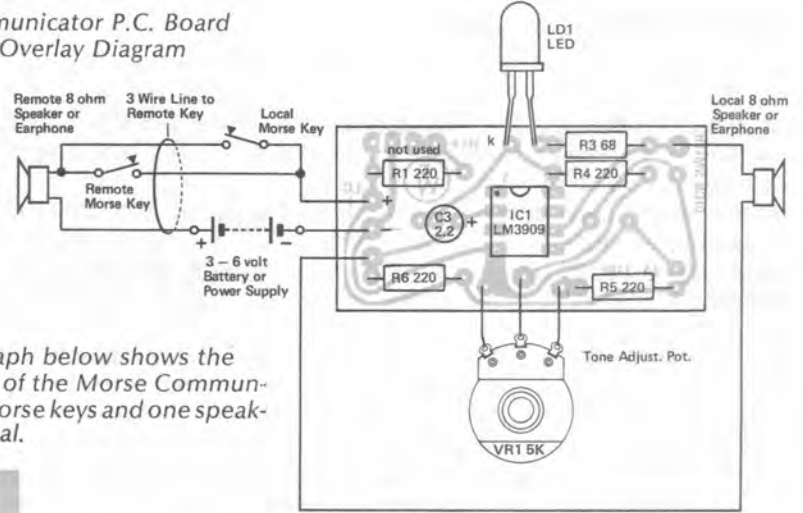 municator P.C. Board
Overlay Diagram
LD1
LED
Remote 8 ohm
Speaker or
Earphone
3 Wire Line to
Remote Key
Local
Morse Key
Local 8 ohm
Speaker or
Earphone
k
not used
R3 68
R1 220
R4 220
Remote
Morse Key
+
C3
2.2
+
IC1
LM3909
–
+
–
3 – 6 volt
Battery or
Power Supply
R6 220
R5 220
Tone Adjust. Pot.
aph below shows the
of the Morse Commun-
orse keys and one speak-
al.
VR1 5K